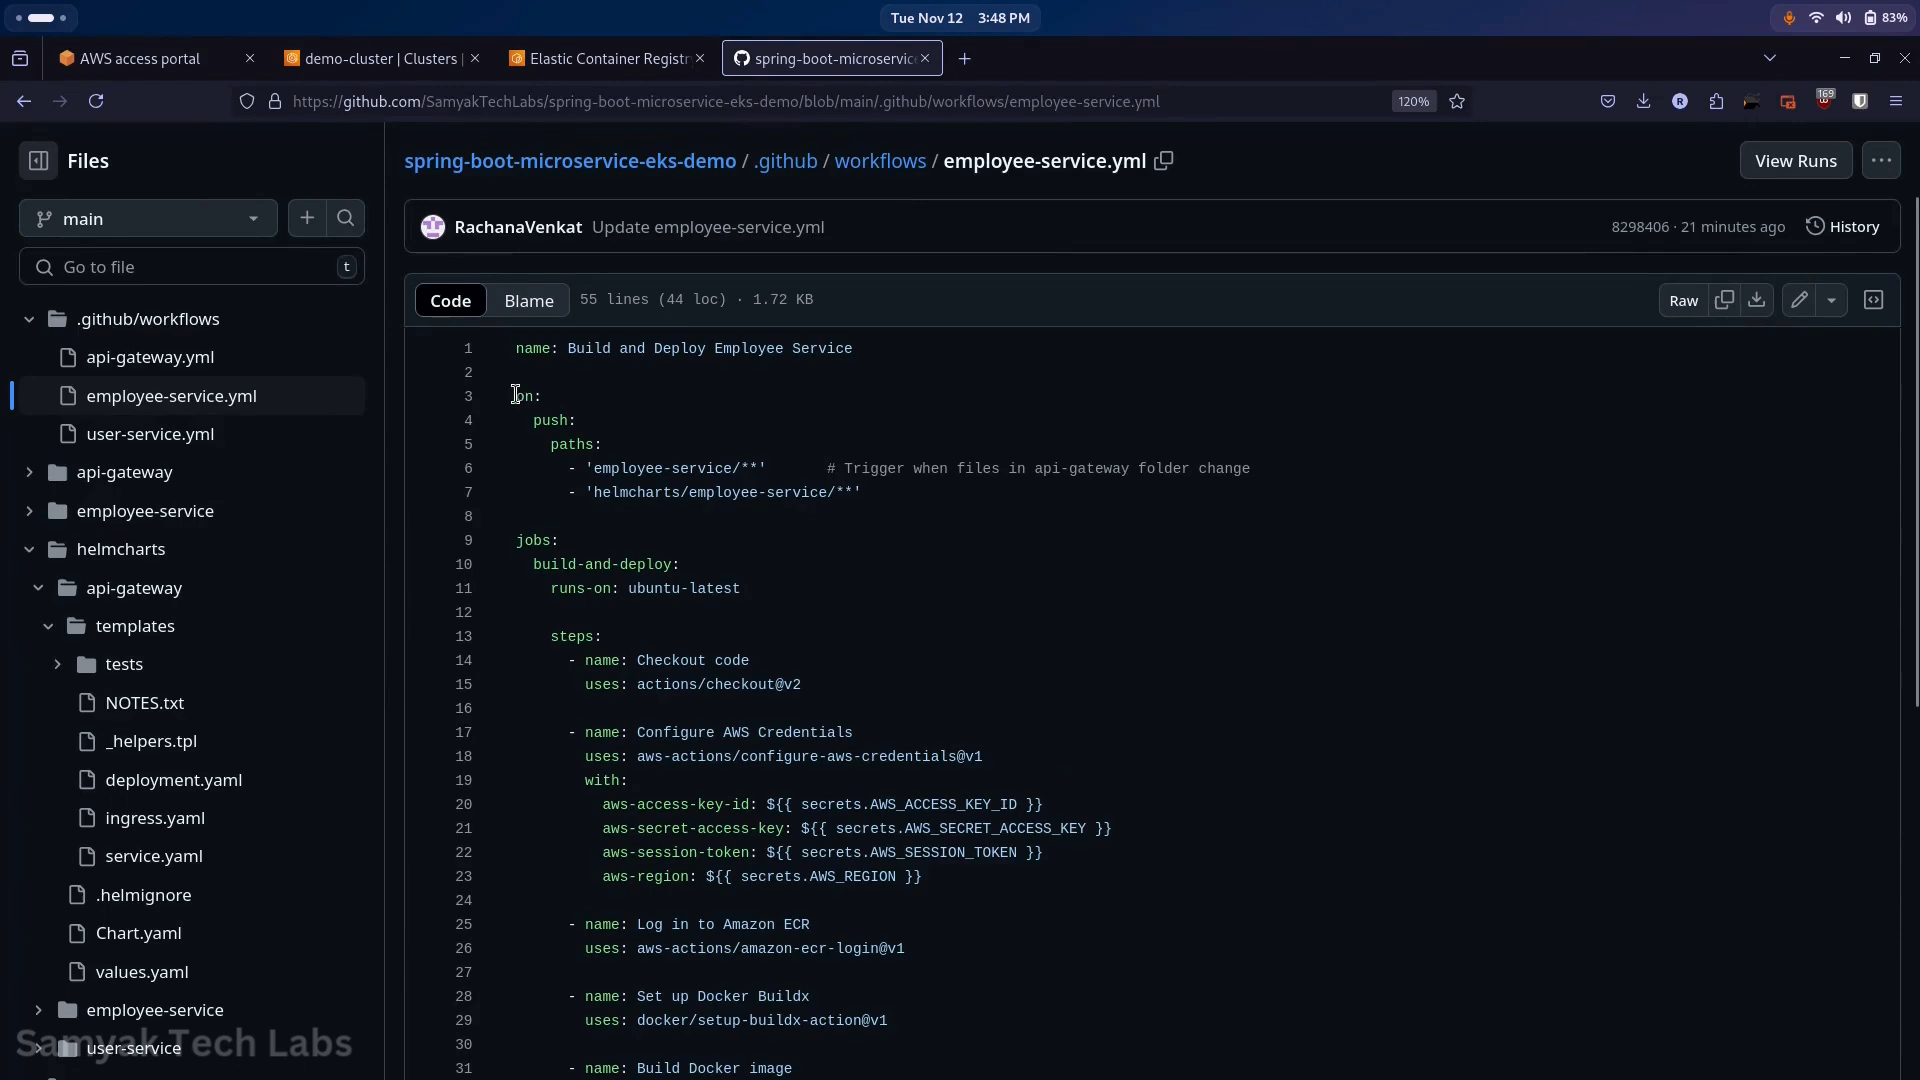 Tue Nov 12 3:48 PM
83%
AWS access portal
demo-cluster | Clusters |
Elastic Container Registr
spring-boot-microservic
https://github.com/SamyakTechLabs/spring-boot-microservice-eks-demo/blob/main/.github/workflows/employee-service.yml
120%
169
Files
spring-boot-microservice-eks-demo / .github / workflows / employee-service.yml
View Runs
main
RachanaVenkat Update employee-service.yml
8298406 · 21 minutes ago
History
Go to file
t
Code
Blame
55 lines (44 loc) · 1.72 KB
Raw
.github/workflows
api-gateway.yml
employee-service.yml
user-service.yml
api-gateway
employee-service
helmcharts
api-gateway
templates
tests
NOTES.txt
_helpers.tpl
deployment.yaml
ingress.yaml
service.yaml
.helmignore
Chart.yaml
values.yaml
employee-service
user-service
Samyak Tech Labs
1 name: Build and Deploy Employee Service
2
3 on:
4 push:
5 paths:
6 - 'employee-service/**' # Trigger when files in api-gateway folder change
7 - 'helmcharts/employee-service/**'
8
9 jobs:
10 build-and-deploy:
11 runs-on: ubuntu-latest
12
13 steps:
14 - name: Checkout code
15 uses: actions/checkout@v2
16
17 - name: Configure AWS Credentials
18 uses: aws-actions/configure-aws-credentials@v1
19 with:
20 aws-access-key-id: ${{ secrets.AWS_ACCESS_KEY_ID }}
21 aws-secret-access-key: ${{ secrets.AWS_SECRET_ACCESS_KEY }}
22 aws-session-token: ${{ secrets.AWS_SESSION_TOKEN }}
23 aws-region: ${{ secrets.AWS_REGION }}
24
25 - name: Log in to Amazon ECR
26 uses: aws-actions/amazon-ecr-login@v1
27
28 - name: Set up Docker Buildx
29 uses: docker/setup-buildx-action@v1
30
31 - name: Build Docker image